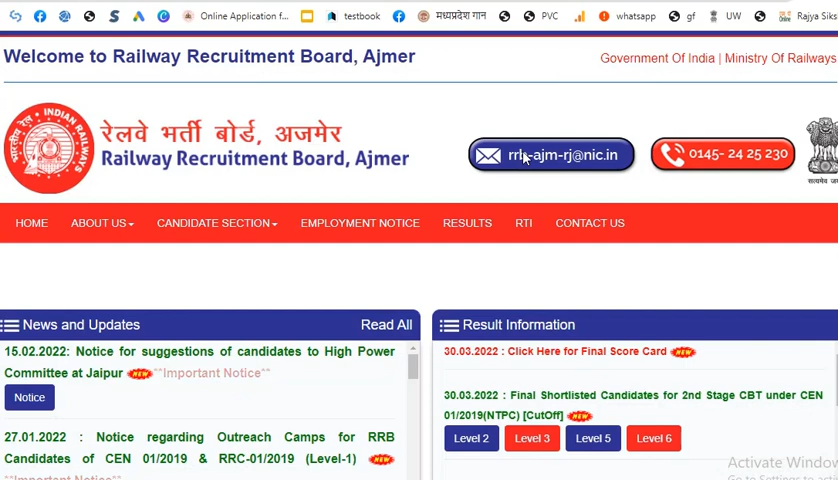 Online Application f...
testbook
मध्यप्रदेश गान
PVC
whatsapp
gf
UW
Rajya Siks
Welcome to Railway Recruitment Board, Ajmer
Government Of India | Ministry Of Railways
INDIAN RAILWAYS
भारतीय रेल
रेलवे भर्ती बोर्ड, अजमेर
Railway Recruitment Board, Ajmer
rrb-ajm-rj@nic.in
0145- 24 25 230
HOME ABOUT US CANDIDATE SECTION EMPLOYMENT NOTICE RESULTS RTI CONTACT US
News and Updates
Read All
15.02.2022: Notice for suggestions of candidates to High Power
Committee at Jaipur NEW **Important Notice**
Notice
27.01.2022 : Notice regarding Outreach Camps for RRB
Candidates of CEN 01/2019 & RRC-01/2019 (Level-1) NEW
**Important Notice**
Result Information
30.03.2022 : Click Here for Final Score Card NEW
30.03.2022 : Final Shortlisted Candidates for 2nd Stage CBT under CEN
01/2019(NTPC) [CutOff] NEW
Level 2 Level 3 Level 5 Level 6
Activate Window